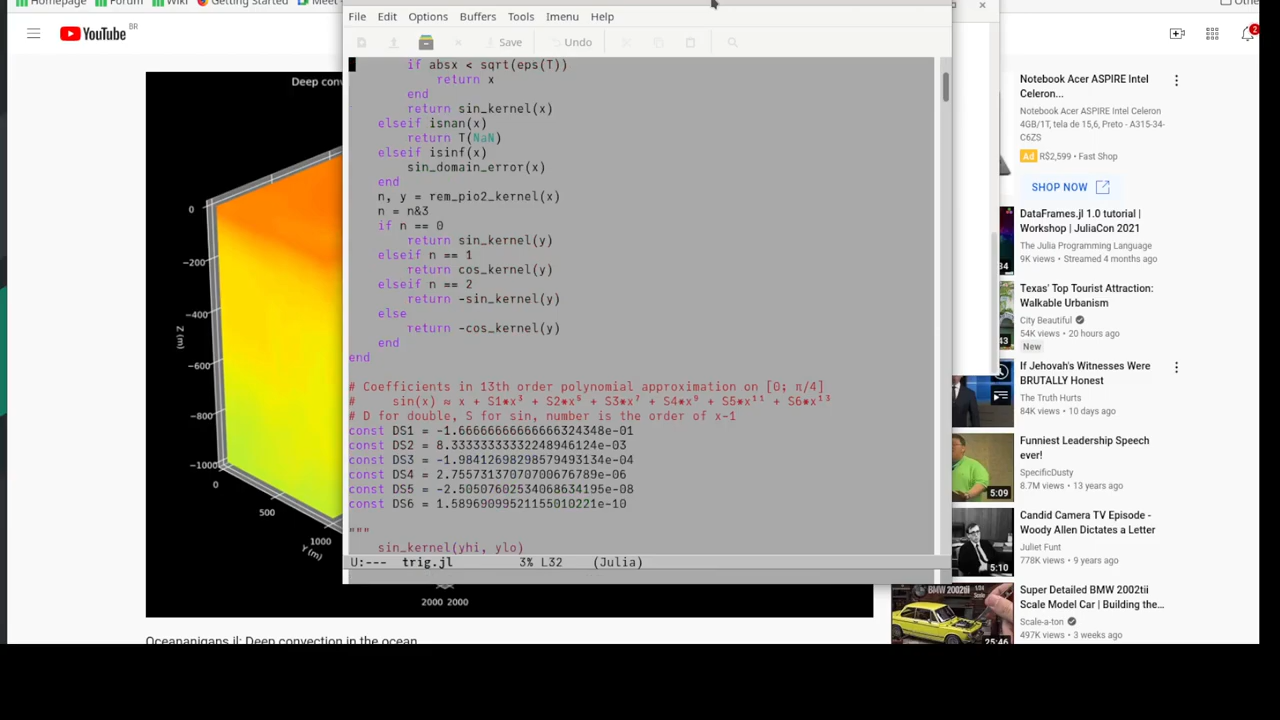 Homepage
Forum
Wiki
Getting Started
Meet
YouTube BR
2
Deep conv
0
−200
−400
−600
−800
−1000
Z (m)
0
500
1000
Y (m)
2000 2000
Oceananigans.jl: Deep convection in the ocean
File Edit Options Buffers Tools Imenu Help
Save Undo
if absx < sqrt(eps(T))
return x
end
return sin_kernel(x)
elseif isnan(x)
return T(NaN)
elseif isinf(x)
sin_domain_error(x)
end
n, y = rem_pio2_kernel(x)
n = n&3
if n == 0
return sin_kernel(y)
elseif n == 1
return cos_kernel(y)
elseif n == 2
return -sin_kernel(y)
else
return -cos_kernel(y)
end
end
# Coefficients in 13th order polynomial approximation on [0; π/4]
# sin(x) ≈ x + S1*x³ + S2*x⁵ + S3*x⁷ + S4*x⁹ + S5*x¹¹ + S6*x¹³
# D for double, S for sin, number is the order of x-1
const DS1 = -1.66666666666666324348e-01
const DS2 = 8.33333333332248946124e-03
const DS3 = -1.98412698298579493134e-04
const DS4 = 2.75573137070700676789e-06
const DS5 = -2.50507602534068634195e-08
const DS6 = 1.58969099521155010221e-10
"""
sin_kernel(yhi, ylo)
U:--- trig.jl 3% L32 (Julia)
Notebook Acer ASPIRE Intel
Celeron...
Notebook Acer ASPIRE Intel Celeron
4GB/1T, tela de 15,6, Preto - A315-34-
C6ZS
Ad R$2,599 • Fast Shop
SHOP NOW
DataFrames.jl 1.0 tutorial |
Workshop | JuliaCon 2021
The Julia Programming Language
9K views • Streamed 4 months ago
34
Texas' Top Tourist Attraction:
Walkable Urbanism
City Beautiful
54K views • 20 hours ago
New
43
If Jehovah's Witnesses Were
BRUTALLY Honest
The Truth Hurts
84K views • 10 days ago
Funniest Leadership Speech
ever!
SpecificDusty
8.7M views • 13 years ago
5:09
Candid Camera TV Episode -
Woody Allen Dictates a Letter
Juliet Funt
778K views • 9 years ago
5:10
Super Detailed BMW 2002tii
Scale Model Car | Building the...
Scale-a-ton
497K views • 3 weeks ago
BMW 2002tii
25:46